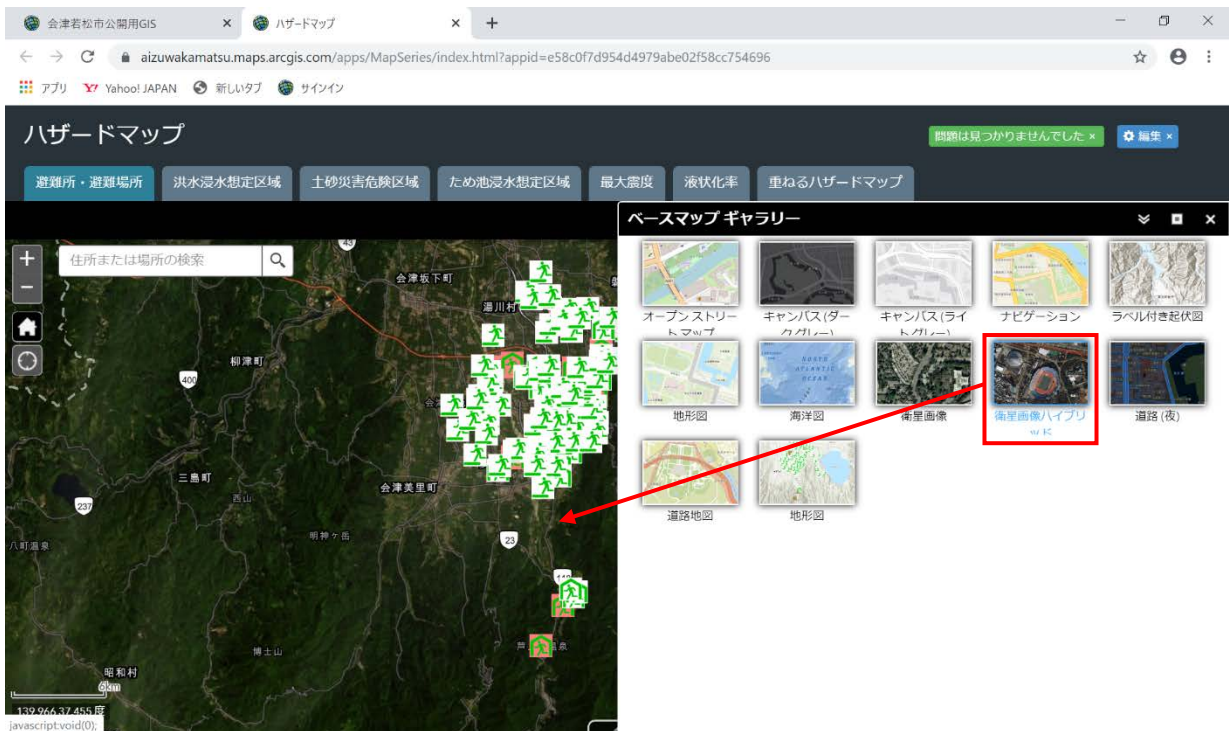 会津若松市公開用GIS ×
ハザードマップ × +
aizuwakamatsu.maps.arcgis.com/apps/MapSeries/index.html?appid=e58c0f7d954d4979abe02f58cc754696
アプリ Yahoo! JAPAN 新しいタブ サインイン
ハザードマップ
問題は見つかりませんでした × 編集 ×
避難所・避難場所 洪水浸水想定区域 土砂災害危険区域 ため池浸水想定区域 最大震度 液状化率 重ねるハザードマップ
ベースマップ ギャラリー
+
住所または場所の検索
−
43
会津坂下町
湯川村
柳津町
400
三島町
西山
237
会津美里町
明神ヶ岳
23
八町温泉
博士山
昭和村
6km
139.966 37.455 度
javascript:void(0);
オープンストリートマップ
キャンバス (ダークグレー)
キャンバス (ライトグレー)
ナビゲーション
ラベル付き起伏図
地形図
海洋図
NORTH
ATLANTIC
OCEAN
衛星画像
衛星画像ハイブリッド
道路 (夜)
道路地図
地形図